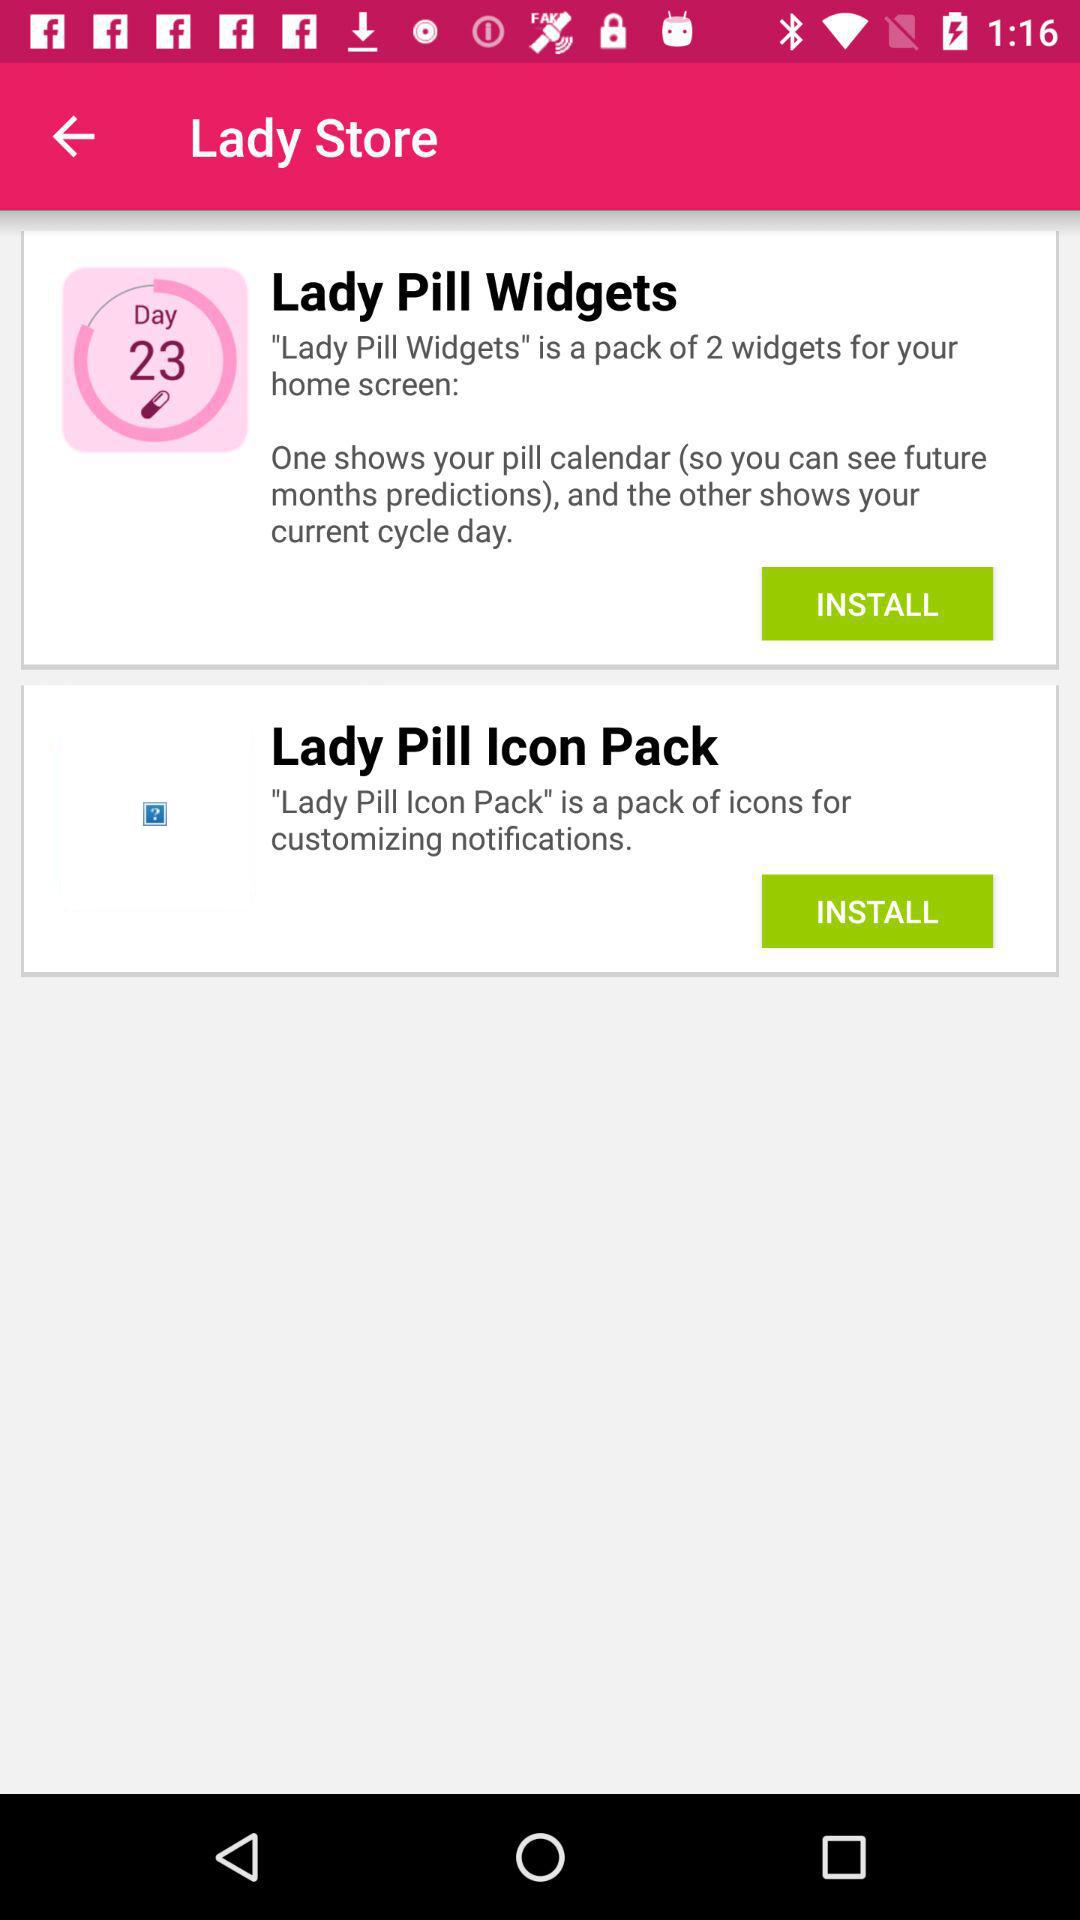 FAKE
1:16
Lady Store
Day
23
Lady Pill Widgets
"Lady Pill Widgets" is a pack of 2 widgets for your
home screen:
One shows your pill calendar (so you can see future
months predictions), and the other shows your
current cycle day.
INSTALL
Lady Pill Icon Pack
"Lady Pill Icon Pack" is a pack of icons for
customizing notifications.
INSTALL